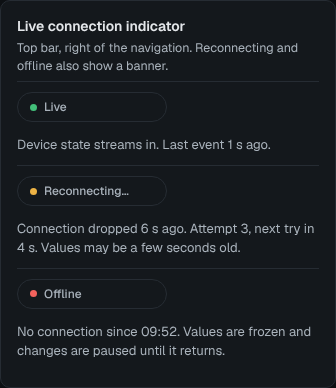 Live connection indicator
Top bar, right of the navigation. Reconnecting and
offline also show a banner.
Live
Device state streams in. Last event 1 s ago.
Reconnecting...
Connection dropped 6 s ago. Attempt 3, next try in
4 s. Values may be a few seconds old.
Offline
No connection since 09:52. Values are frozen and
changes are paused until it returns.